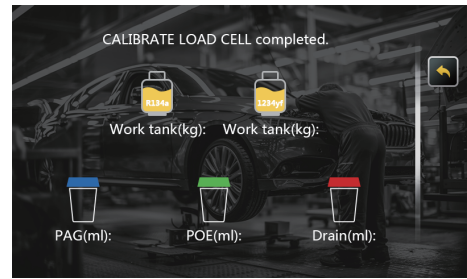 CALIBRATE LOAD CELL completed.
R134a
1234yf
Work tank(kg):
Work tank(kg):
PAG(ml):
POE(ml):
Drain(ml):